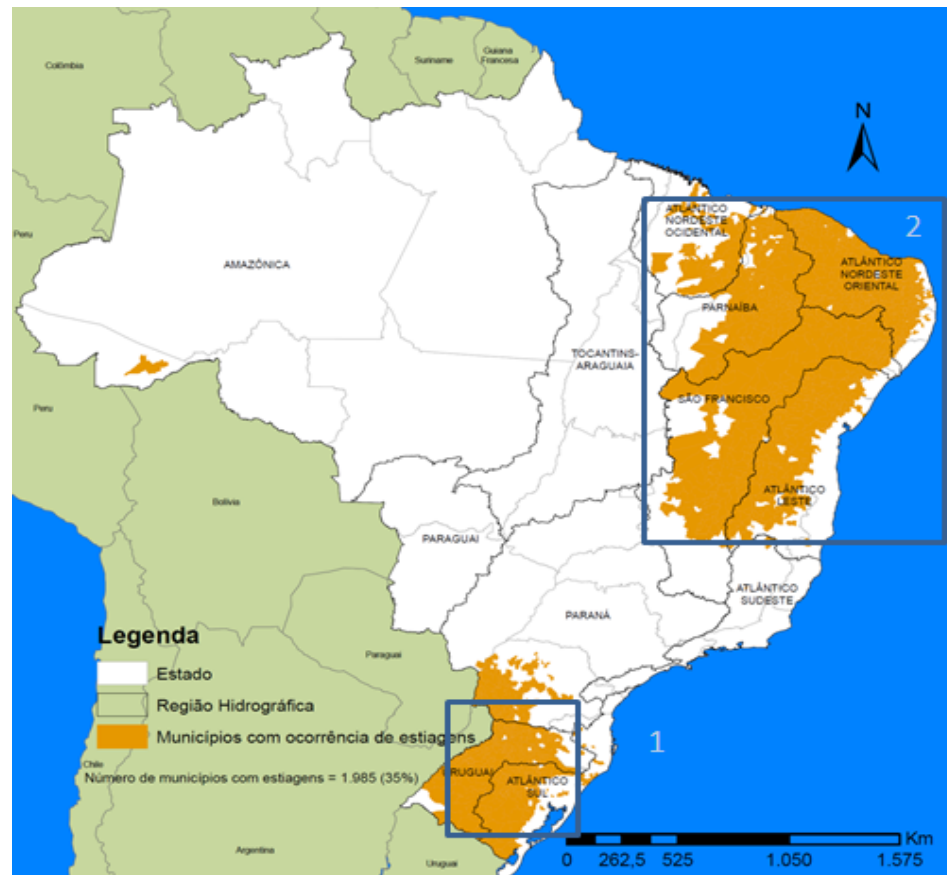 Colômbia
Suriname
Guiana
Francesa
N
Peru
ATLÂNTICO
NORDESTE
OCIDENTAL
2
AMAZÔNICA
ATLÂNTICO
NORDESTE
ORIENTAL
PARNAÍBA
TOCANTINS-
ARAGUAIA
SÃO FRANCISCO
Peru
Bolívia
ATLÂNTICO
LESTE
PARAGUAI
ATLÂNTICO
SUDESTE
PARANÁ
Legenda
Paraguai
Estado
Região Hidrográfica
Municípios com ocorrência de estiagens
1
Chile
Número de municípios com estiagens = 1.985 (35%)
URUGUAI
ATLÂNTICO
SUL
Km
0 262,5 525 1.050 1.575
Argentina
Uruguai